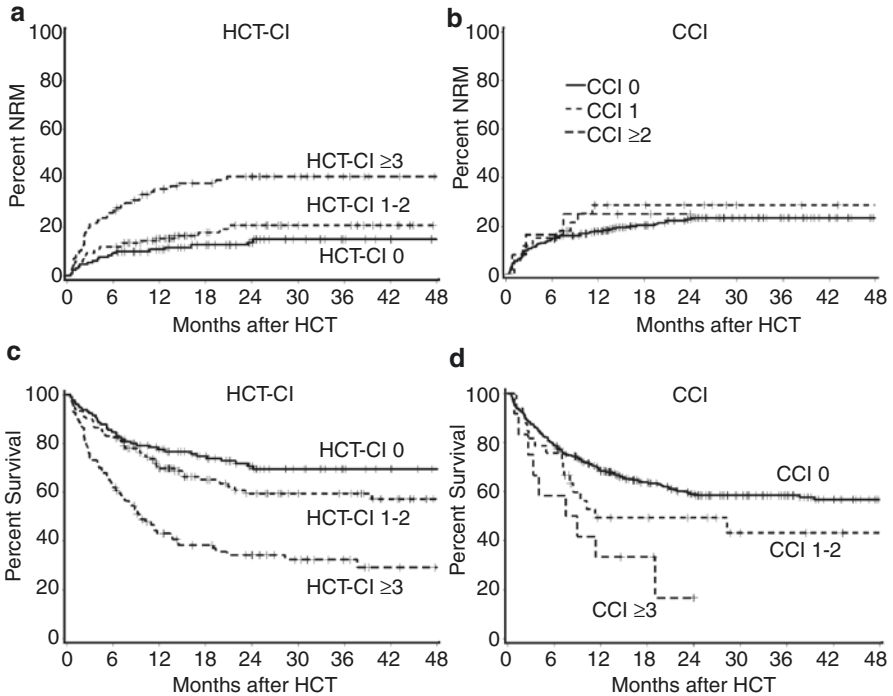 a
HCT-CI
Percent NRM
100
80
60
40
20
0
HCT-CI ≥3
HCT-CI 1-2
HCT-CI 0
0 6 12 18 24 30 36 42 48
Months after HCT
b
CCI
Percent NRM
100
80
60
40
20
0
CCI 0
CCI 1
CCI ≥2
0 6 12 18 24 30 36 42 48
Months after HCT
c
HCT-CI
Percent Survival
100
80
60
40
20
0
HCT-CI 0
HCT-CI 1-2
HCT-CI ≥3
0 6 12 18 24 30 36 42 48
Months after HCT
d
CCI
Percent Survival
100
80
60
40
20
0
CCI 0
CCI 1-2
CCI ≥3
0 6 12 18 24 30 36 42 48
Months after HCT